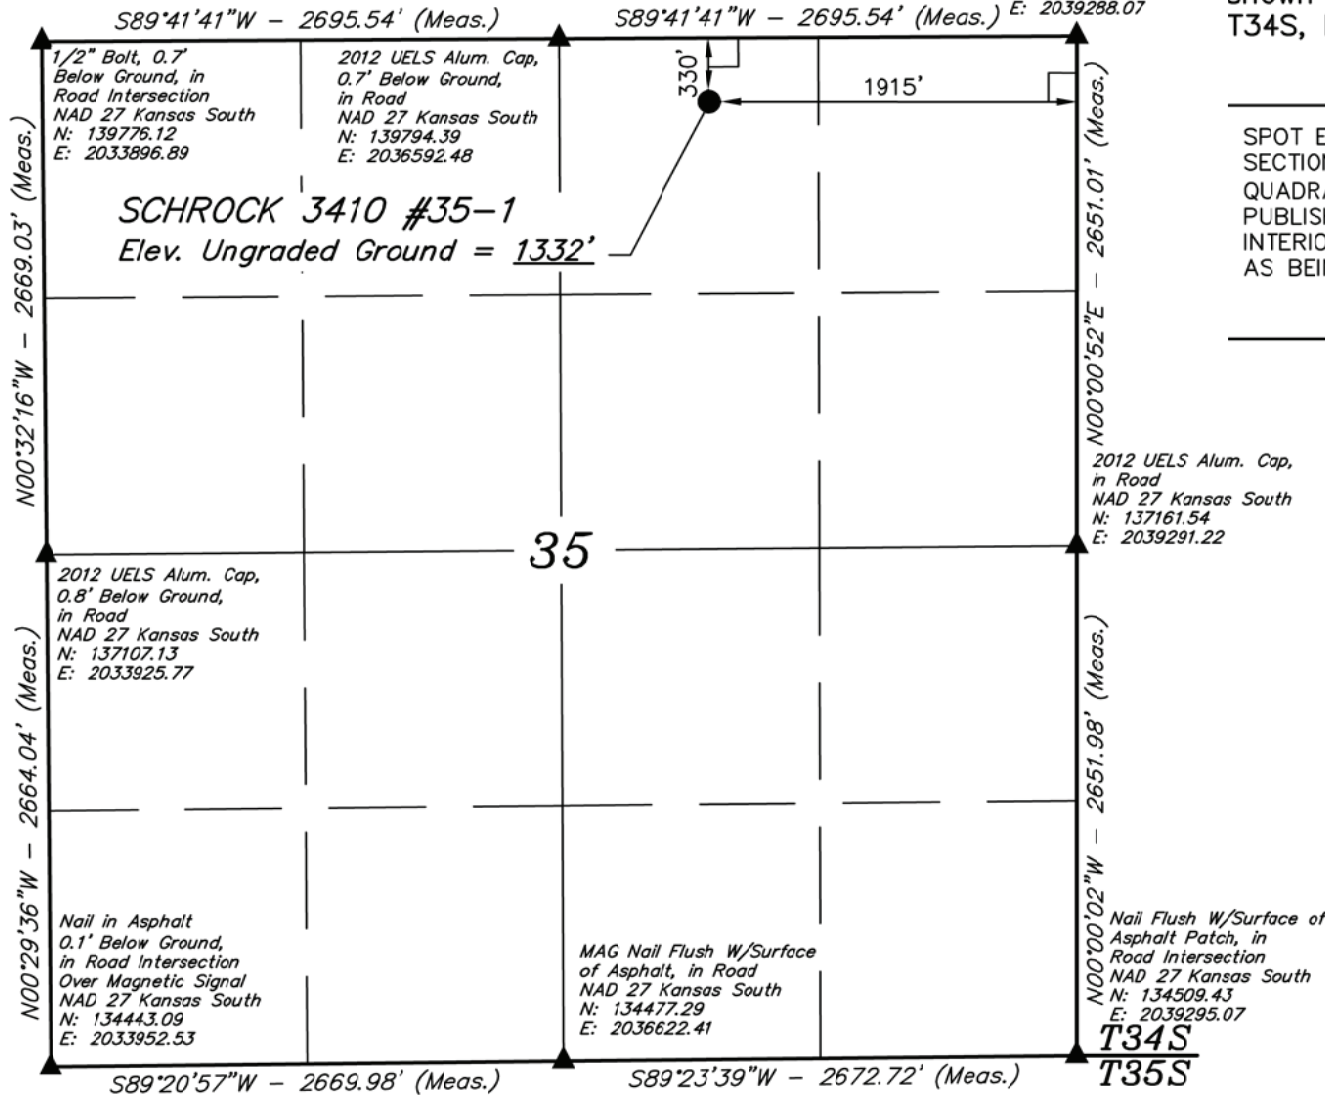 S89°41'41"W - 2695.54' (Meas.)
S89°41'41"W - 2695.54' (Meas.)
E: 2039288.07
T34S,
1/2" Bolt, 0.7'
Below Ground, in
Road Intersection
NAD 27 Kansas South
N: 139776.12
E: 2033896.89
2012 UELS Alum. Cap,
0.7' Below Ground,
in Road
NAD 27 Kansas South
N: 139794.39
E: 2036592.48
330'
1915'
SPOT E
SECTION
QUADRA
PUBLISH
INTERIO
AS BEI
SCHROCK 3410 #35-1
Elev. Ungraded Ground = 1332'
N00°32'16"W - 2669.03' (Meas.)
N00°00'52"E - 2651.01' (Meas.)
2012 UELS Alum. Cap,
in Road
NAD 27 Kansas South
N: 137161.54
E: 2039291.22
35
2012 UELS Alum. Cap,
0.8' Below Ground,
in Road
NAD 27 Kansas South
N: 137107.13
E: 2033925.77
N00°29'36"W - 2664.04' (Meas.)
N00°00'02"W - 2651.98' (Meas.)
Nail in Asphalt
0.1' Below Ground,
in Road Intersection
Over Magnetic Signal
NAD 27 Kansas South
N: 134443.09
E: 2033952.53
MAG Nail Flush W/Surface
of Asphalt, in Road
NAD 27 Kansas South
N: 134477.29
E: 2036622.41
Nail Flush W/Surface of
Asphalt Patch, in
Road Intersection
NAD 27 Kansas South
N: 134509.43
E: 2039295.07
T34S
T35S
S89°20'57"W - 2669.98' (Meas.)
S89°23'39"W - 2672.72' (Meas.)